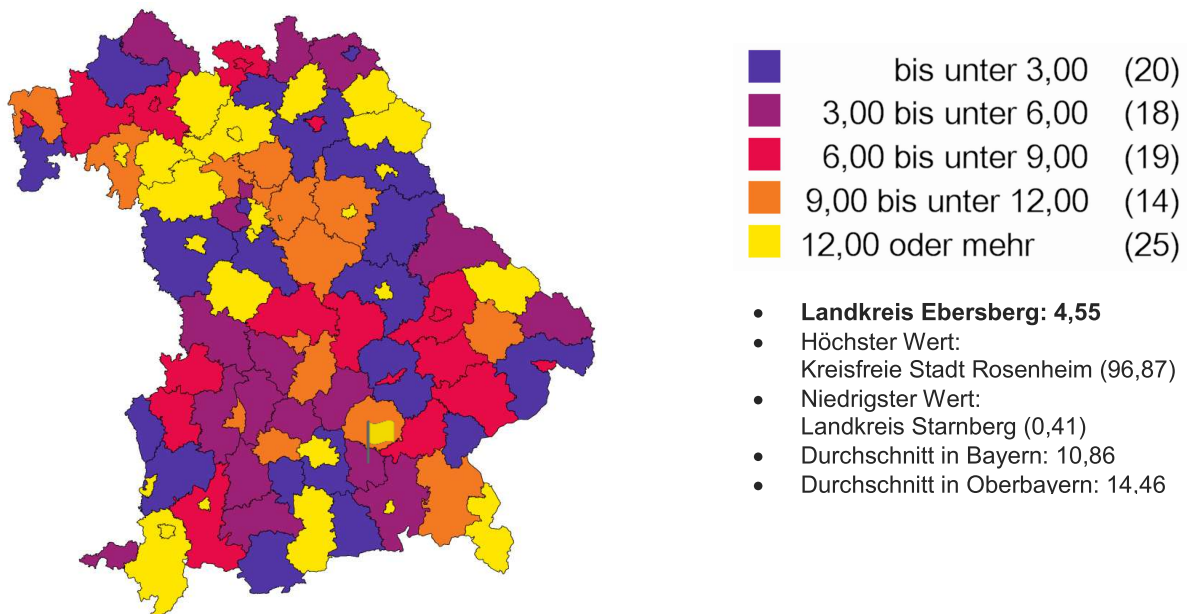 bis unter 3,00 (20)
3,00 bis unter 6,00 (18)
6,00 bis unter 9,00 (19)
9,00 bis unter 12,00 (14)
12,00 oder mehr (25)
• Landkreis Ebersberg: 4,55
• Höchster Wert:
Kreisfreie Stadt Rosenheim (96,87)
• Niedrigster Wert:
Landkreis Starnberg (0,41)
• Durchschnitt in Bayern: 10,86
• Durchschnitt in Oberbayern: 14,46